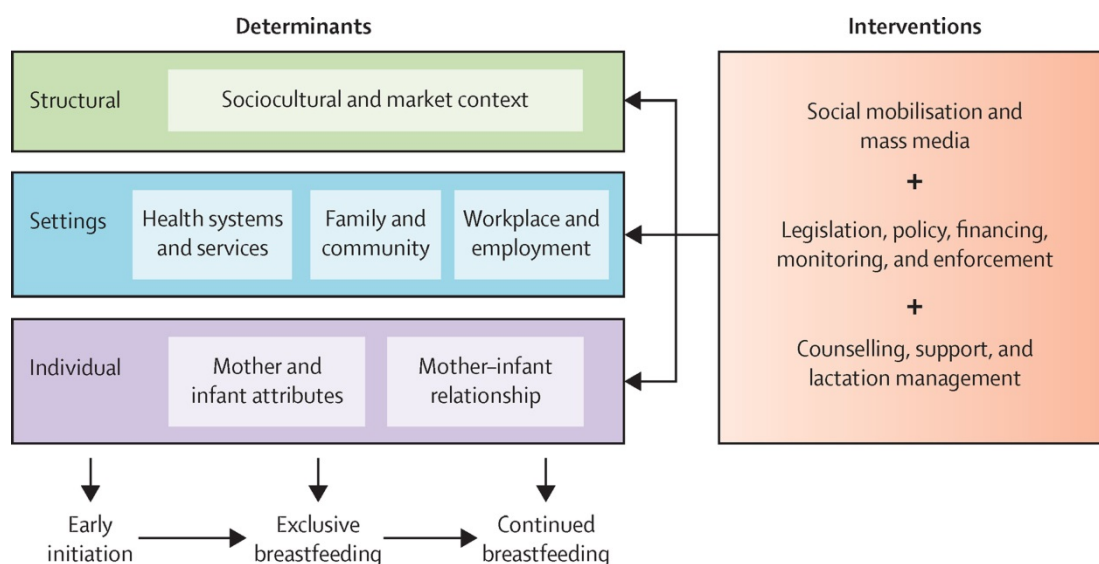 Determinants
Structural
Sociocultural and market context
Settings
Health systems
and services
Family and
community
Workplace and
employment
Individual
Mother and
infant attributes
Mother–infant
relationship
Early
initiation
Exclusive
breastfeeding
Continued
breastfeeding
Interventions
Social mobilisation and
mass media
+
Legislation, policy, financing,
monitoring, and enforcement
+
Counselling, support, and
lactation management